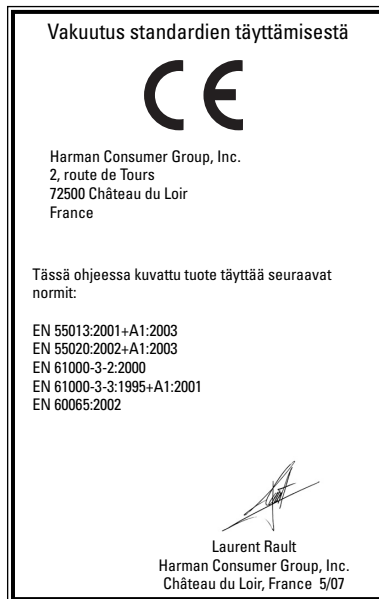 Vakuutus standardien täyttämisestä
CE
Harman Consumer Group, Inc.
2, route de Tours
72500 Château du Loir
France
Tässä ohjeessa kuvattu tuote täyttää seuraavat
normit:
EN 55013:2001+A1:2003
EN 55020:2002+A1:2003
EN 61000-3-2:2000
EN 61000-3-3:1995+A1:2001
EN 60065:2002
Laurent Rault
Harman Consumer Group, Inc.
Château du Loir, France 5/07